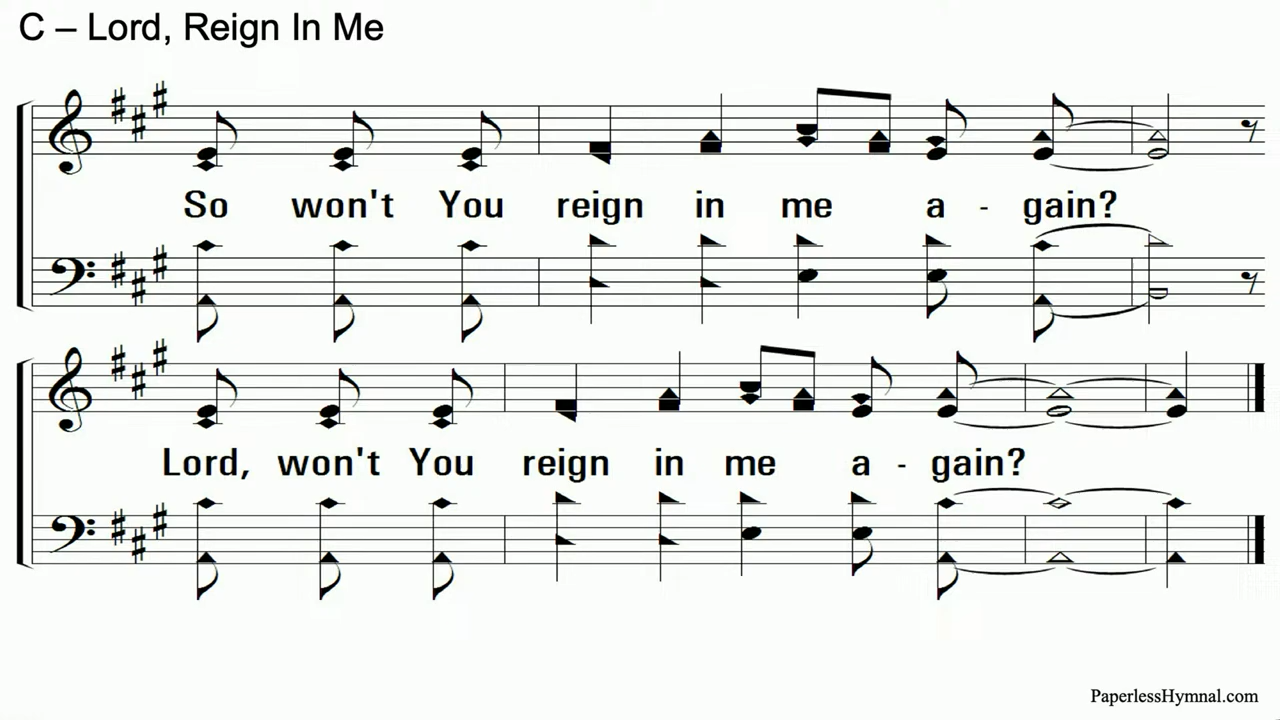 C – Lord, Reign In Me
So won't You reign in me a - gain?
Lord, won't You reign in me a - gain?
PaperlessHymnal.com